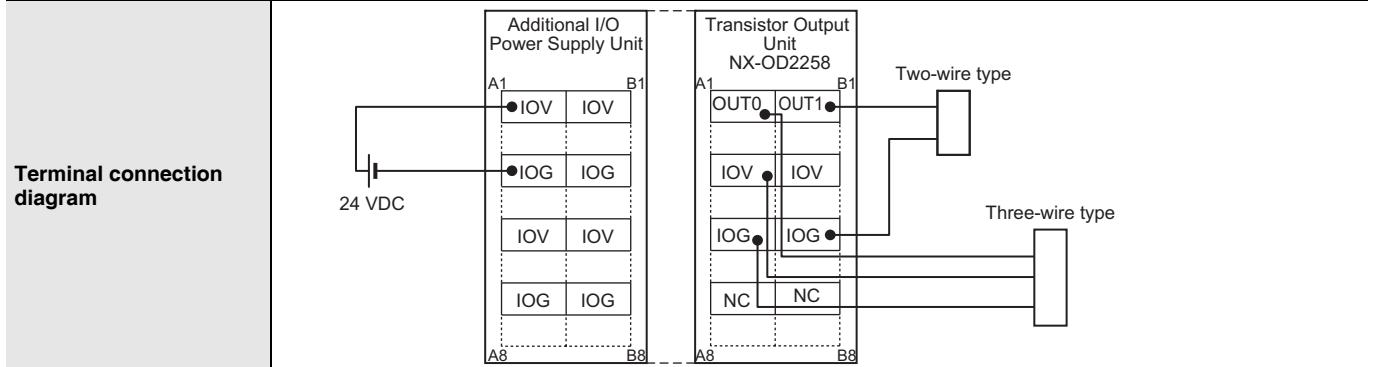 Terminal connection
diagram
Additional I/O
Power Supply Unit
A1 B1
IOV IOV
IOG IOG
IOV IOV
IOG IOG
A8 B8
24 VDC
Transistor Output
Unit
NX-OD2258
A1 B1
OUT0 OUT1
IOV IOV
IOG IOG
NC NC
A8 B8
Two-wire type
Three-wire type